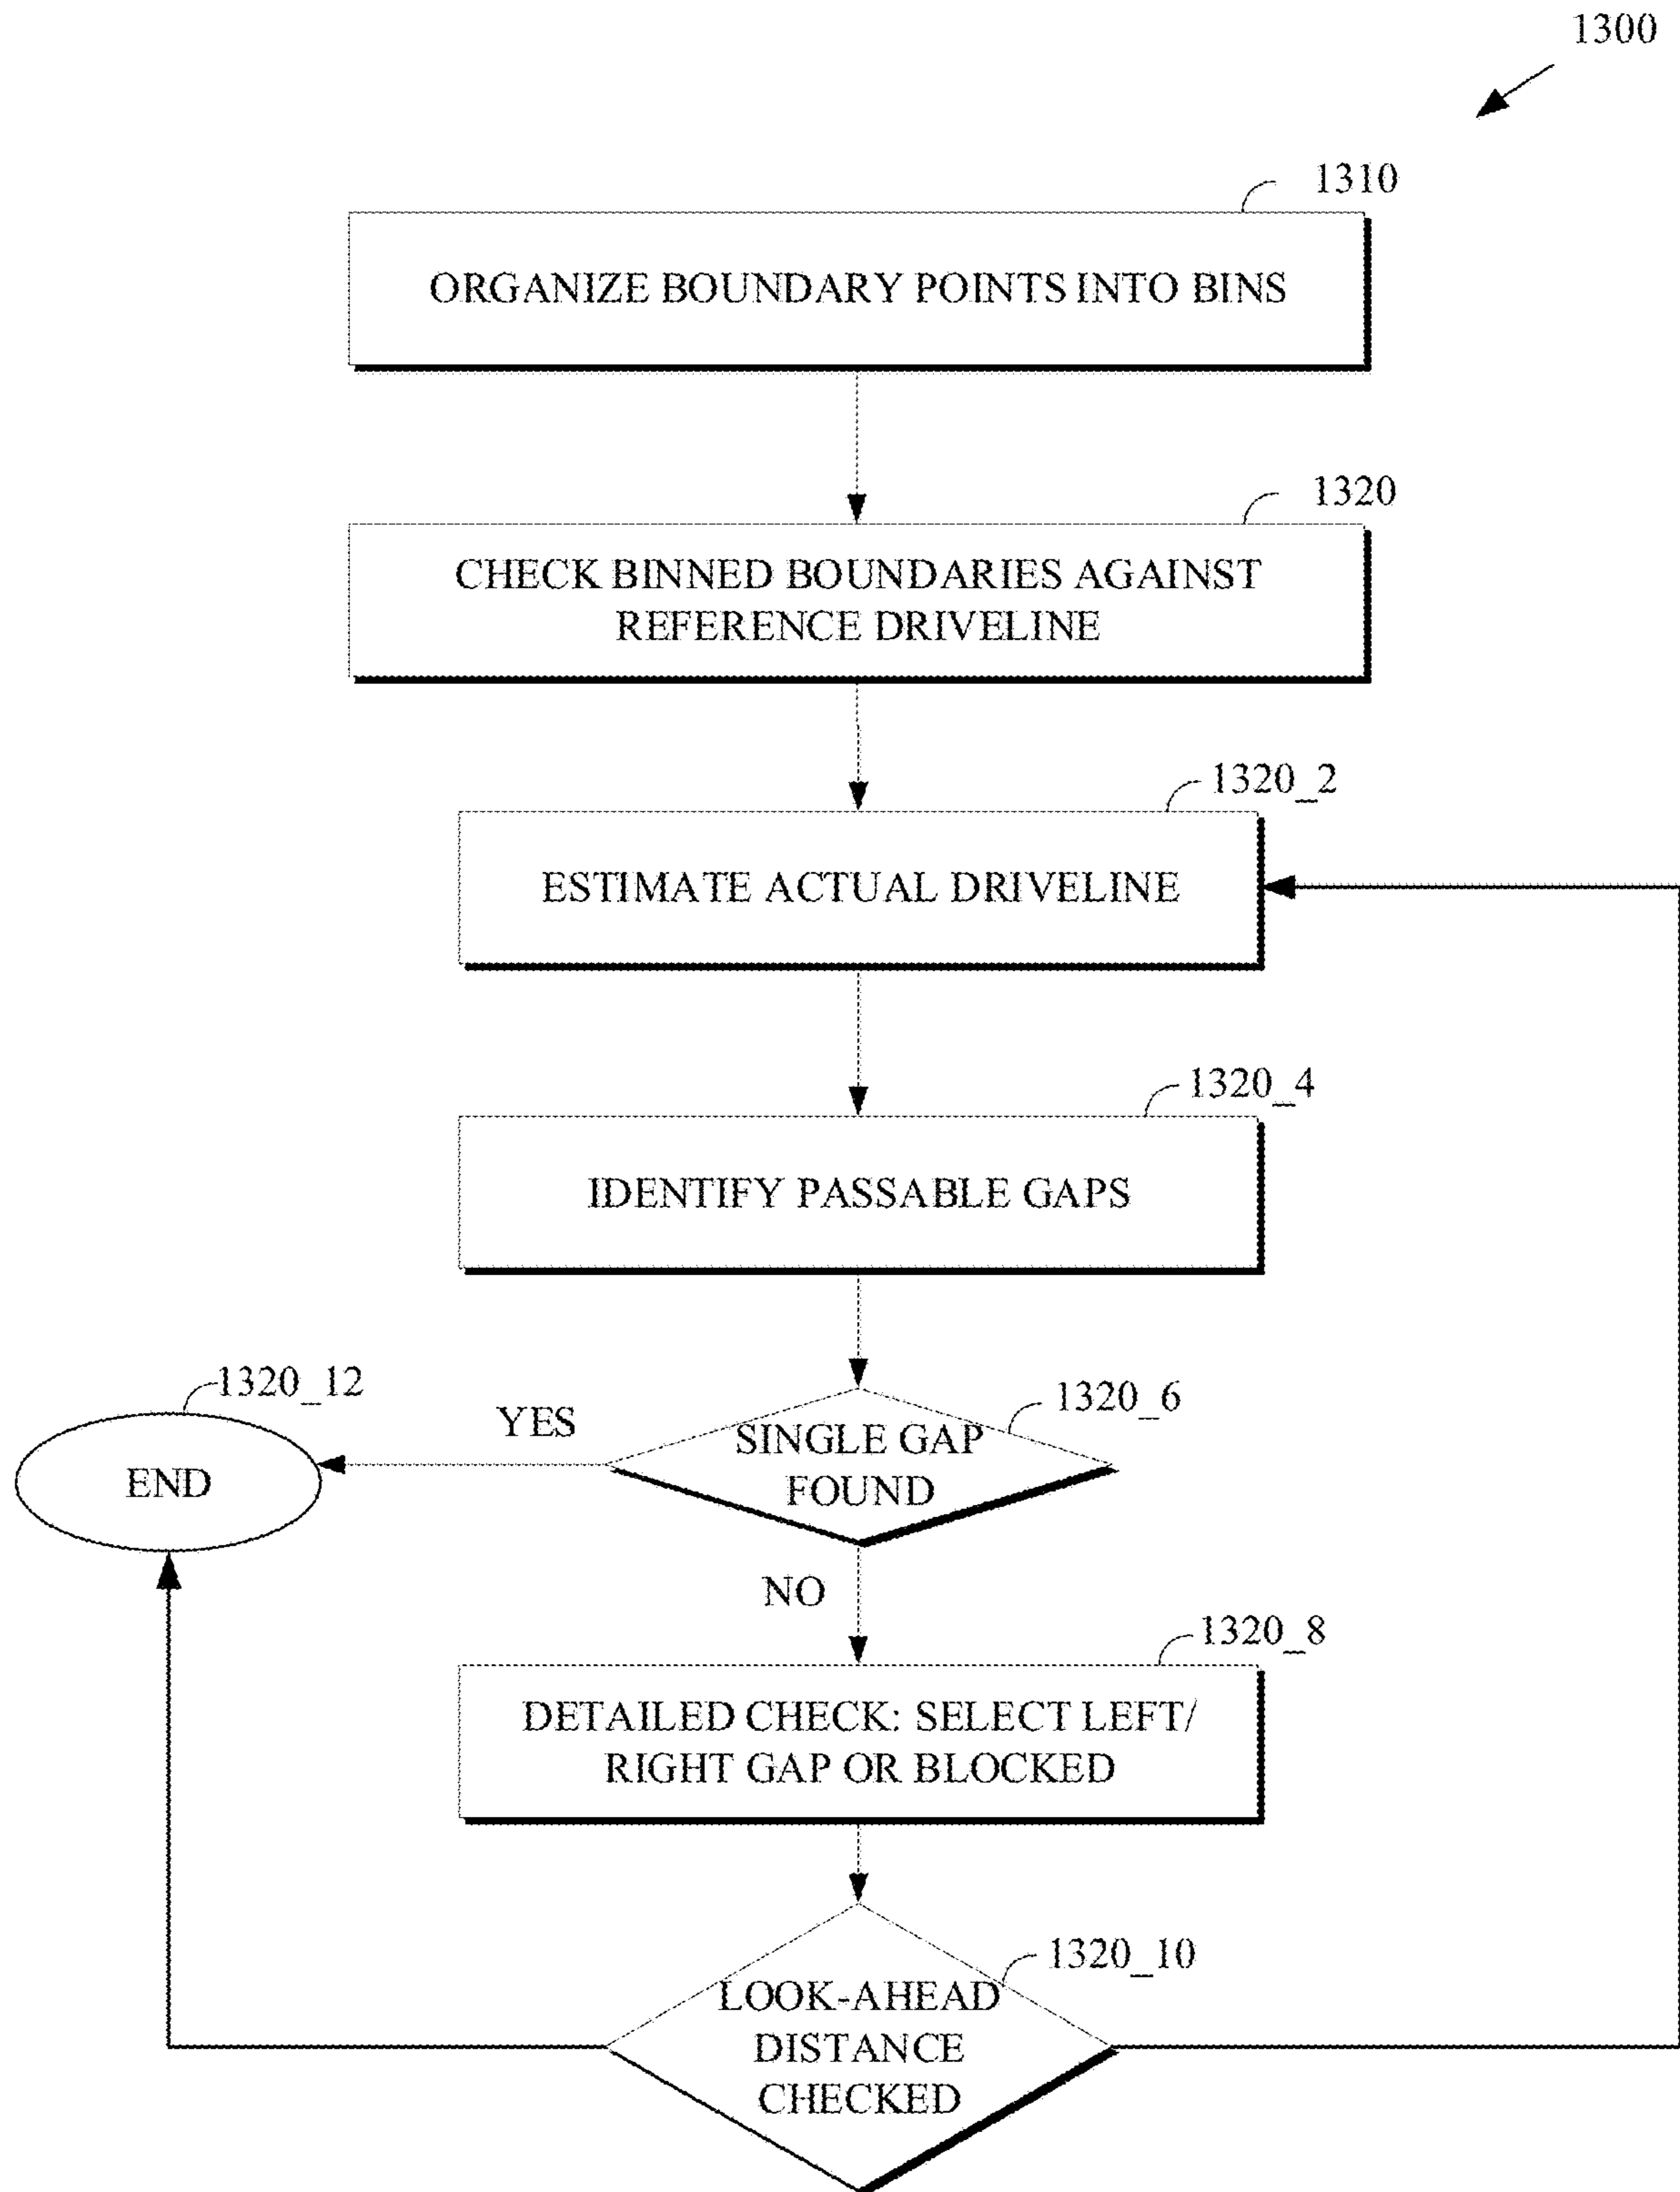 1300
1310
ORGANIZE BOUNDARY POINTS INTO BINS
1320
CHECK BINNED BOUNDARIES AGAINST
REFERENCE DRIVELINE
1320_2
ESTIMATE ACTUAL DRIVELINE
1320_4
IDENTIFY PASSABLE GAPS
1320_12
END
YES
1320_6
SINGLE GAP
FOUND
NO
1320_8
DETAILED CHECK: SELECT LEFT/
RIGHT GAP OR BLOCKED
1320_10
LOOK-AHEAD
DISTANCE
CHECKED